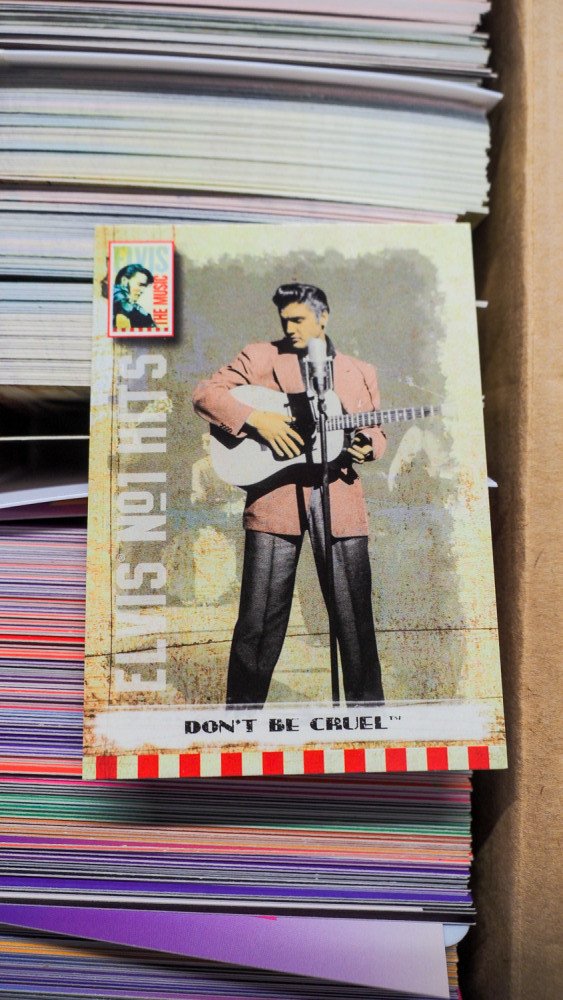 ELVIS
THE MUSIC
ELVIS №1 HITS
DON'T BE CRUEL™